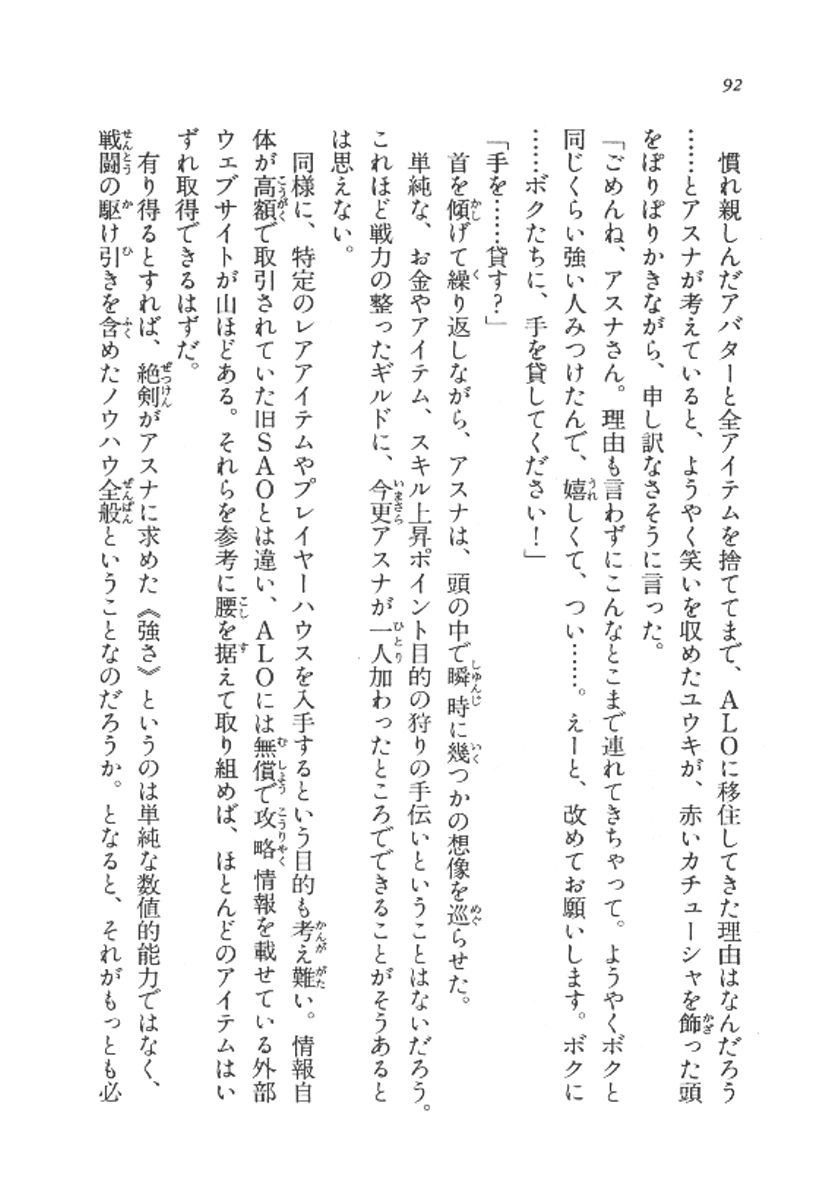 92
慣れ親しんだアバターと全アイテムを捨ててまで、ALOに移住してきた理由はなんだろう
……とアスナが考えていると、ようやく笑いを収めたユウキが、赤いカチューシャを飾った頭
をぽりぽりかきながら、申し訳なさそうに言った。
「ごめんね、アスナさん。理由も言わずにこんなとこまで連れてきちゃって。ようやくボクと
同じくらい強い人みつけたんで、嬉しくて、つい……。えーと、改めてお願いします。ボクに
……ボクたちに、手を貸してください！」
「手を……貸す？」
首を傾げて繰り返しながら、アスナは、頭の中で瞬時に幾つかの想像を巡らせた。
単純な、お金やアイテム、スキル上昇ポイント目的の狩りの手伝いということはないだろう。
これほど戦力の整ったギルドに、今更アスナが一人加わったところでできることがそうあると
は思えない。
同様に、特定のレアアイテムやプレイヤーハウスを入手するという目的も考え難い。情報自
体が高額で取引されていた旧SAOとは違い、ALOには無償で攻略情報を載せている外部
ウェブサイトが山ほどある。それらを参考に腰を据えて取り組めば、ほとんどのアイテムはい
ずれ取得できるはずだ。
有り得るとすれば、絶剣がアスナに求めた《強さ》というのは単純な数値的能力ではなく、
戦闘の駆け引きを含めたノウハウ全般ということなのだろうか。となると、それがもっとも必